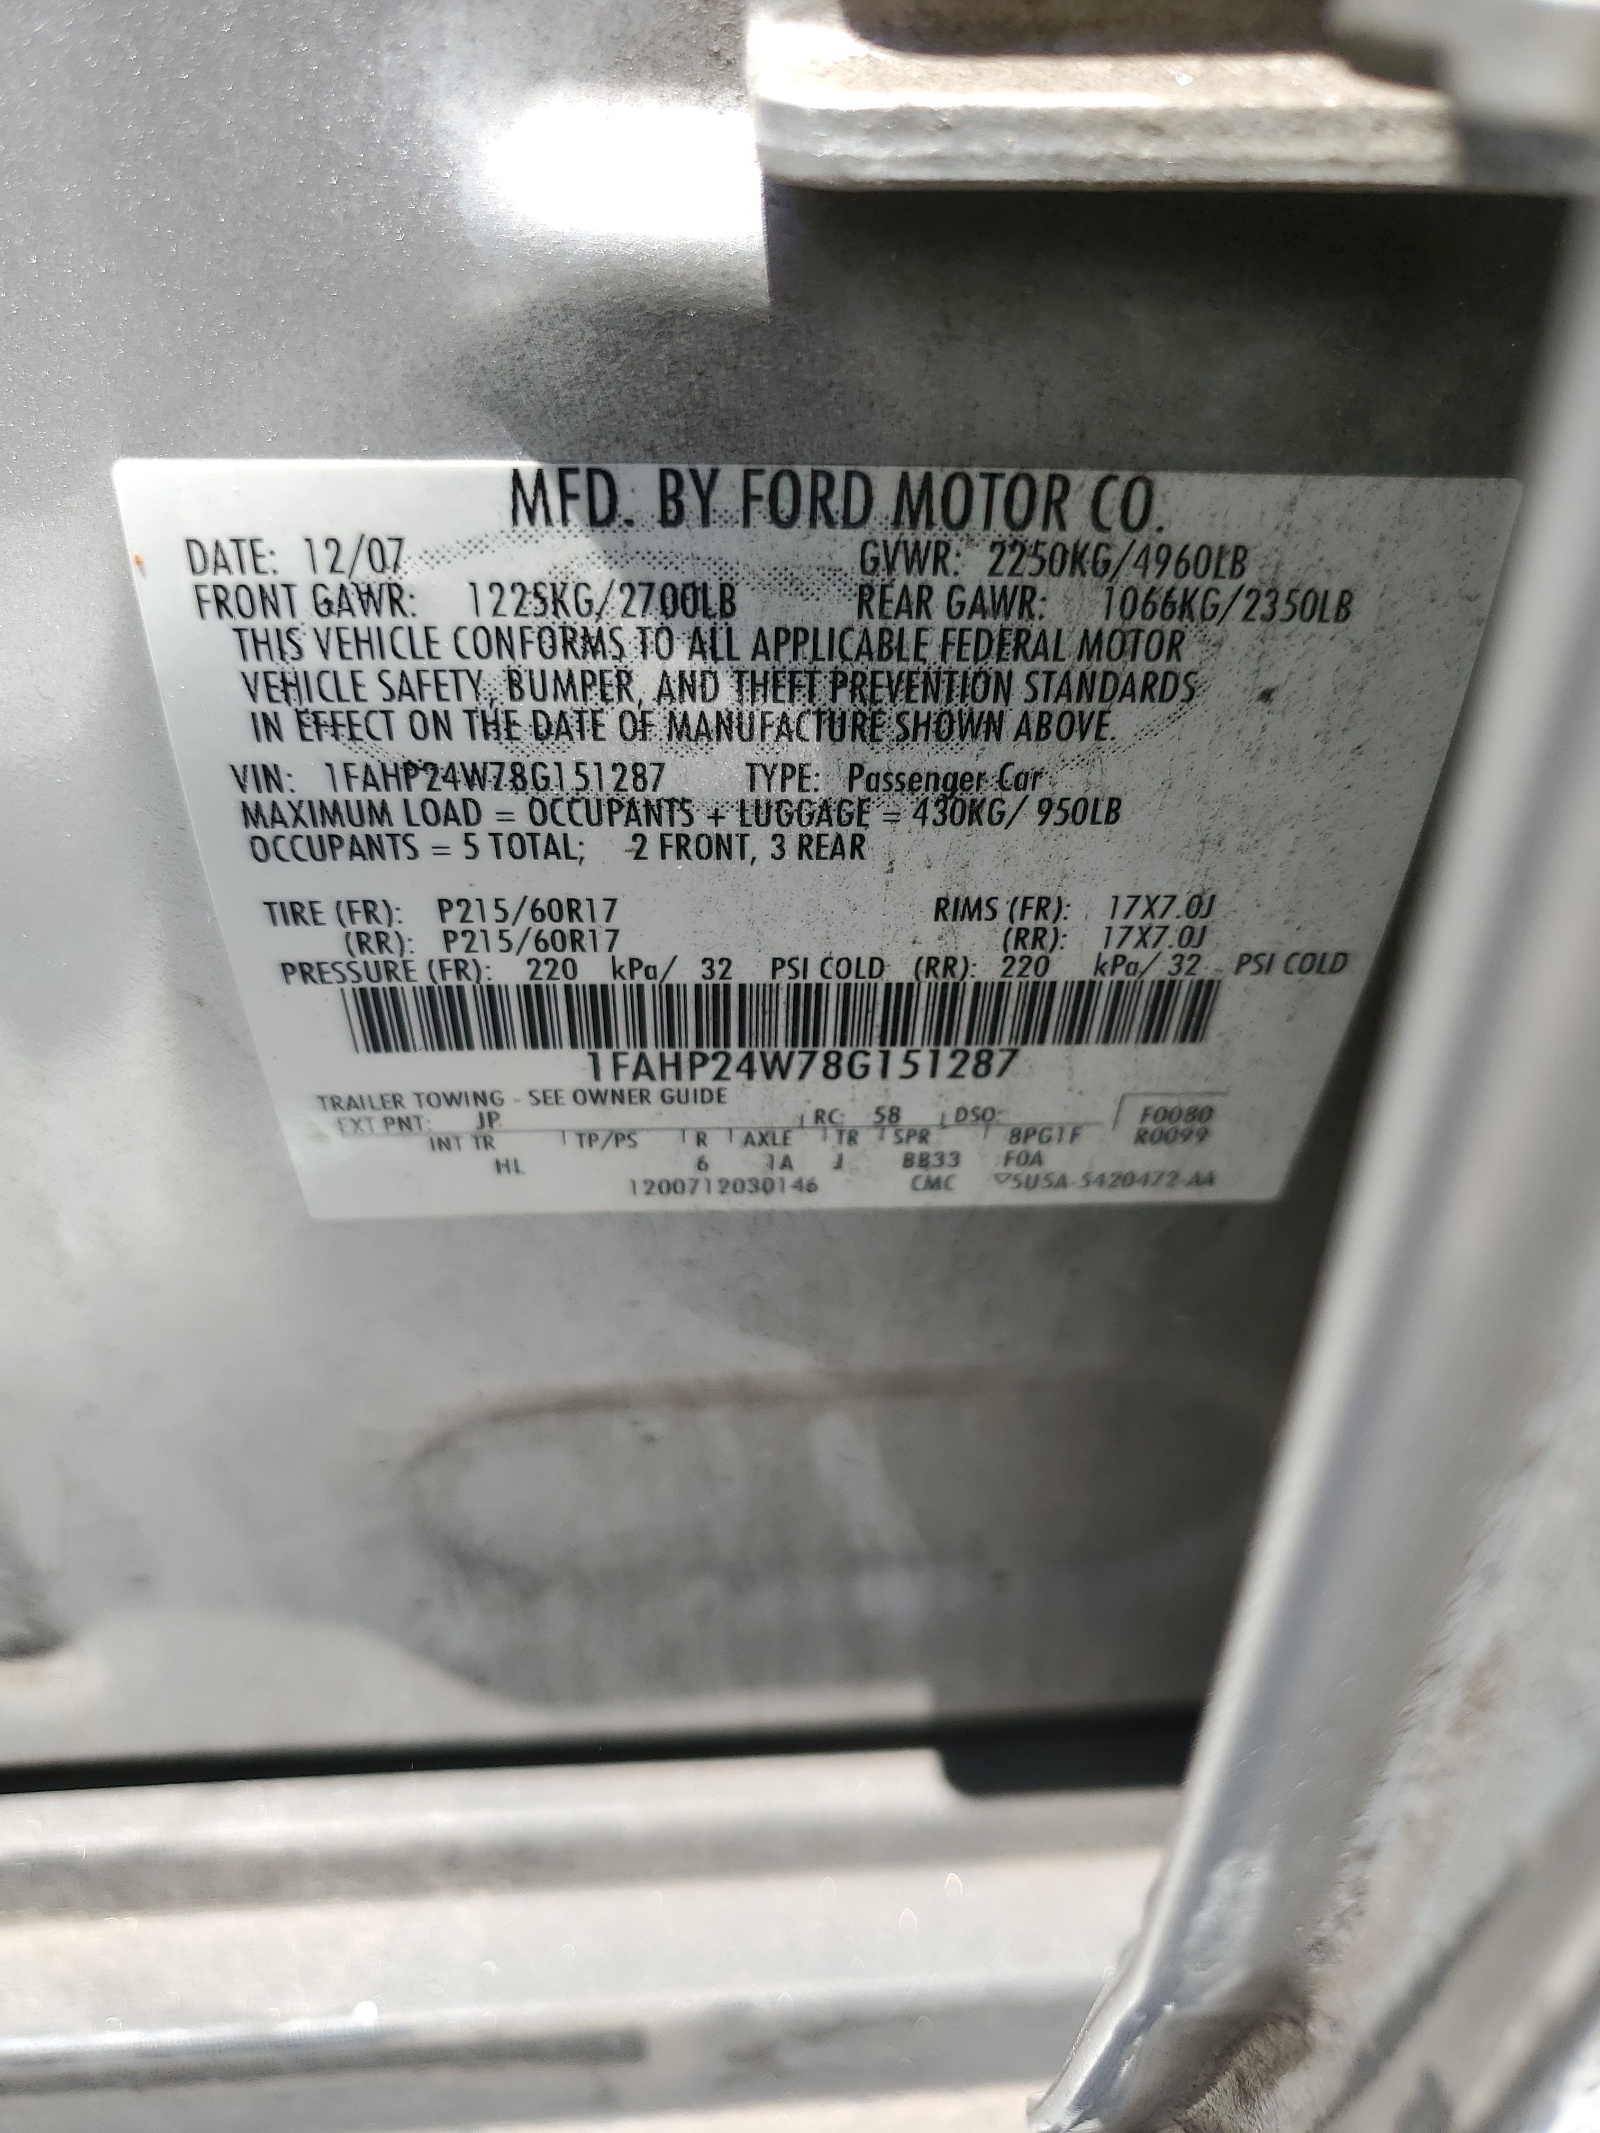 MFD. BY FORD MOTOR CO.
DATE: 12/07 GVWR: 2250KG/4960LB
FRONT GAWR: 1225KG/2700LB REAR GAWR: 1066KG/2350LB
THIS VEHICLE CONFORMS TO ALL APPLICABLE FEDERAL MOTOR
VEHICLE SAFETY, BUMPER, AND THEFT PREVENTION STANDARDS
IN EFFECT ON THE DATE OF MANUFACTURE SHOWN ABOVE.
VIN: 1FAHP24W78G151287 TYPE: Passenger Car
MAXIMUM LOAD = OCCUPANTS + LUGGAGE = 430KG/ 950LB
OCCUPANTS = 5 TOTAL; 2 FRONT, 3 REAR
TIRE (FR): P215/60R17 RIMS (FR): 17X7.0J
(RR): P215/60R17 (RR): 17X7.0J
PRESSURE (FR): 220 kPa/ 32 PSI COLD (RR): 220 kPa/ 32 PSI COLD
1FAHP24W78G151287
TRAILER TOWING - SEE OWNER GUIDE
EXT PNT: JP RC: 58 DSO: F0080
INT TR TP/PS R AXLE TR SPR 8PG1F R0099
HL 6 1A J BB33 F0A
1200712030146 CMC 5U5A-5420472-AA